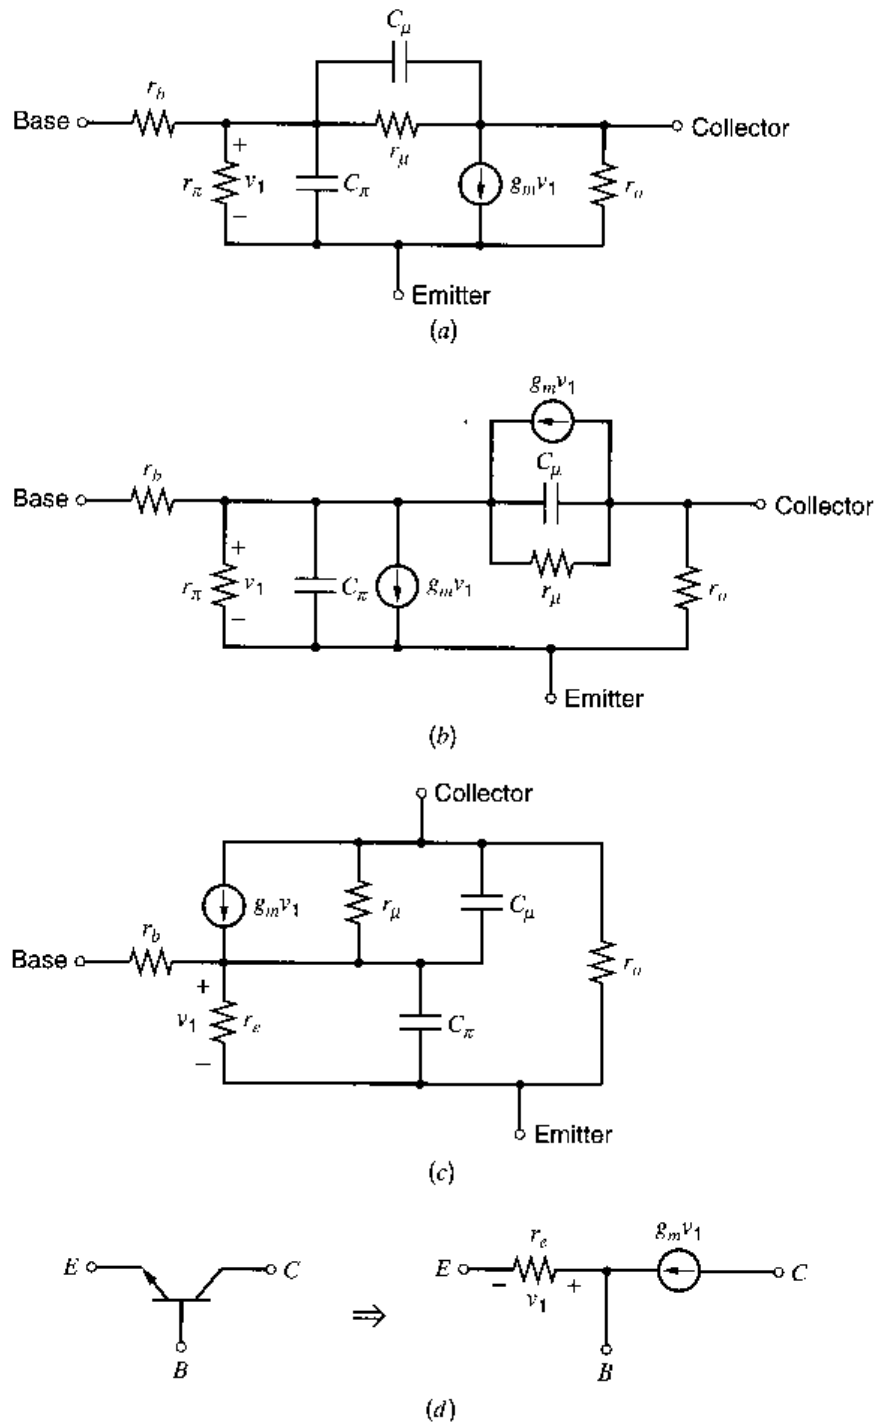 C_μ
r_b
Base
Collector
+
r_μ
r_π v_1
C_π
g_m v_1
r_o
−
Emitter
(a)
g_m v_1
r_b
C_μ
Base
Collector
+
r_π v_1
C_π
g_m v_1
r_μ
r_o
−
Emitter
(b)
Collector
g_m v_1
r_μ
C_μ
r_b
Base
r_o
+
v_1 r_e
C_π
−
Emitter
(c)
r_e
g_m v_1
E
C
⇒
E
−
v_1
+
C
B
B
(d)